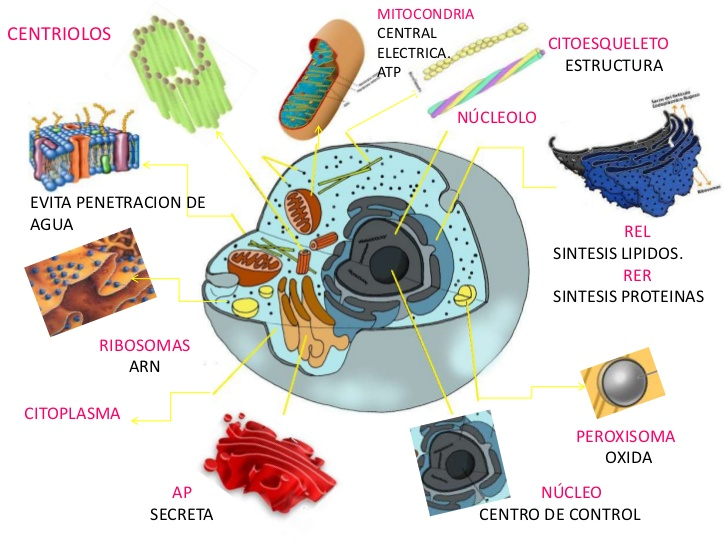 MITOCONDRIA
CENTRAL
ELECTRICA.
ATP
CENTRIOLOS
CITOESQUELETO
ESTRUCTURA
NÚCLEOLO
EVITA PENETRACION DE
AGUA
REL
SINTESIS LIPIDOS.
RER
SINTESIS PROTEINAS
RIBOSOMAS
ARN
CITOPLASMA
PEROXISOMA
OXIDA
AP
SECRETA
NÚCLEO
CENTRO DE CONTROL